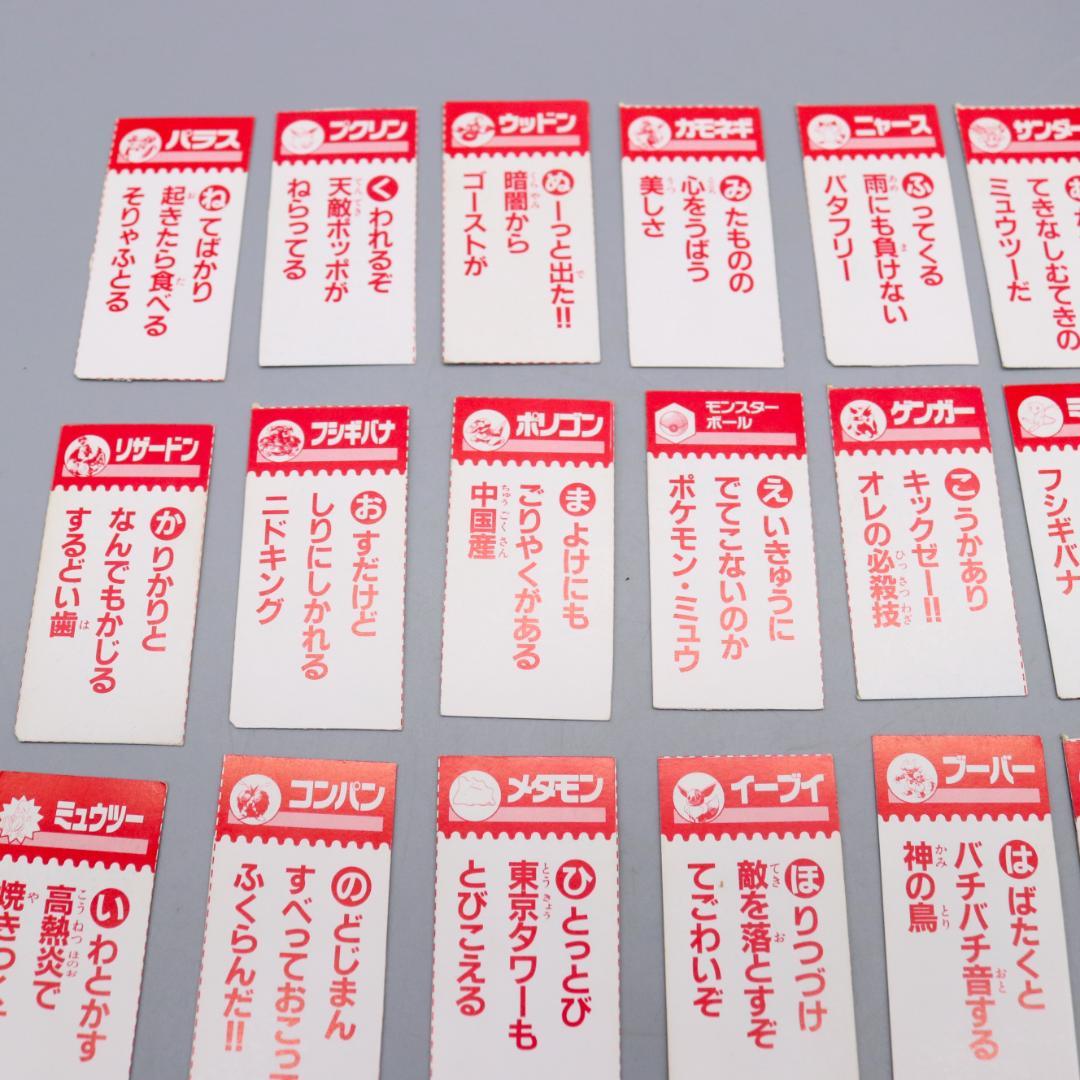 パラス
ねてばかり
起きたら食べる
そりゃふとる
プクリン
くわれるぞ
天敵ポッポが
ねらってる
ウッドン
ぬーっと出た!!
暗闇から
ゴーストが
カモネギ
みたものの
心をうばう
美しさ
ニャース
ふってくる
雨にも負けない
バタフリー
サンダー
てきなしむてきの
ミュウツーだ
リザードン
かりかりと
なんでもかじる
するどい歯
フシギバナ
おすだけど
しりにしかれる
ニドキング
ポリゴン
まよけにも
ごりやくがある
中国産
モンスター
ボール
えいきゅうに
でてこないのか
ポケモン・ミュウ
ゲンガー
こうかあり
キックゼー!!
オレの必殺技
フシギバナ
ミュウツー
いわとかす
高熱炎で
焼きつ
コンパン
のどじまん
すべっておこっ
ふくらんだ!!
メタモン
ひとっとび
東京タワーも
とびこえる
イーブイ
ほりつづけ
敵を落とすぞ
てごわいぞ
ブーバー
はばたくと
バチバチ音する
神の鳥